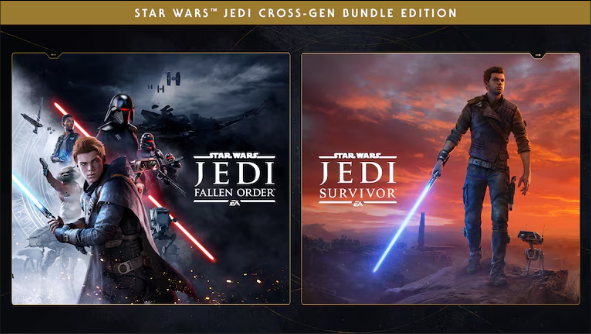 STAR WARS™ JEDI CROSS-GEN BUNDLE EDITION
STAR WARS
JEDI
FALLEN ORDER
EA
STAR WARS
JEDI
SURVIVOR
EA